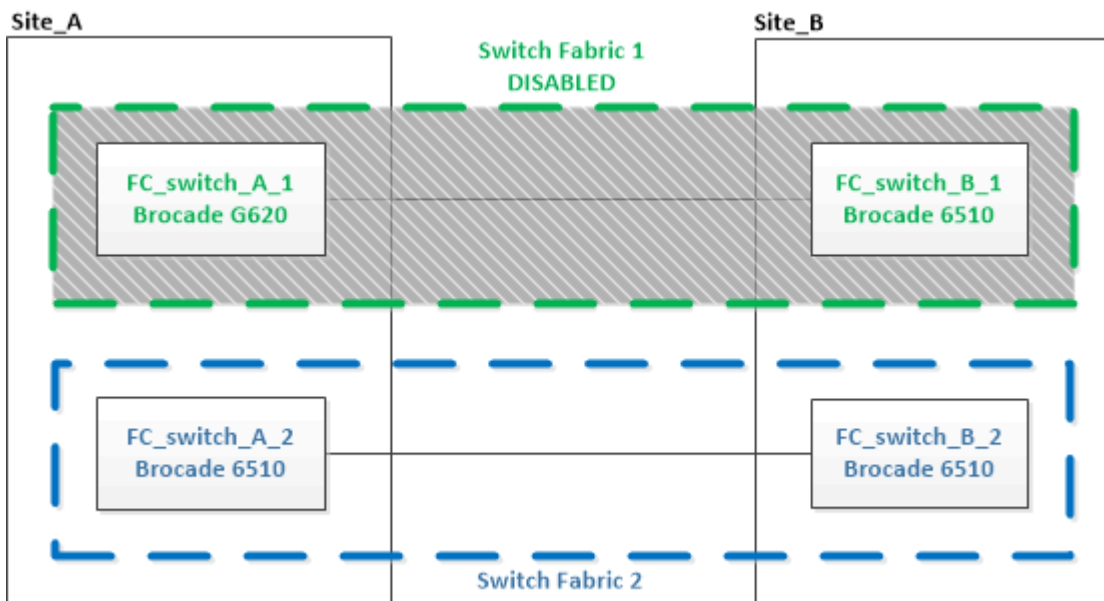 Site_A
Site_B
Switch Fabric 1
DISABLED
FC_switch_A_1
Brocade G620
FC_switch_B_1
Brocade 6510
FC_switch_A_2
Brocade 6510
FC_switch_B_2
Brocade 6510
Switch Fabric 2